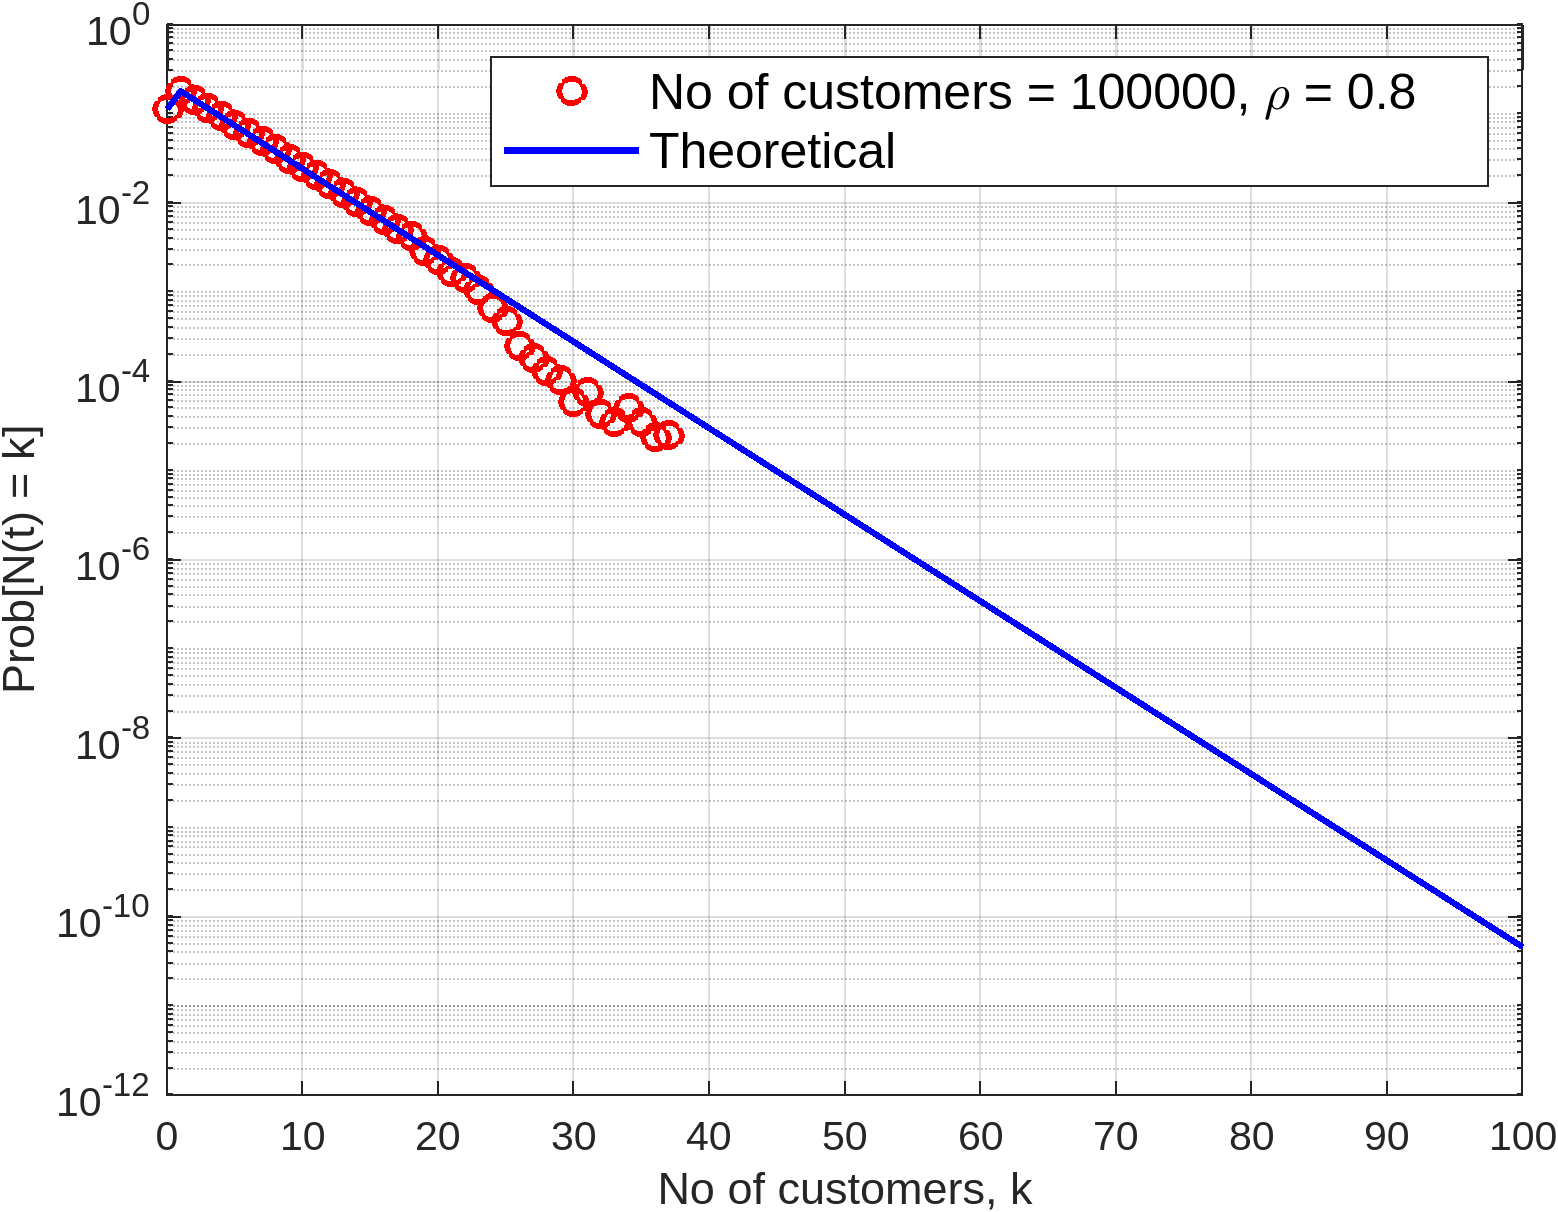 10^0
10^-2
10^-4
10^-6
10^-8
10^-10
10^-12
Prob[N(t) = k]
No of customers = 100000, ρ = 0.8
Theoretical
0 10 20 30 40 50 60 70 80 90 100
No of customers, k